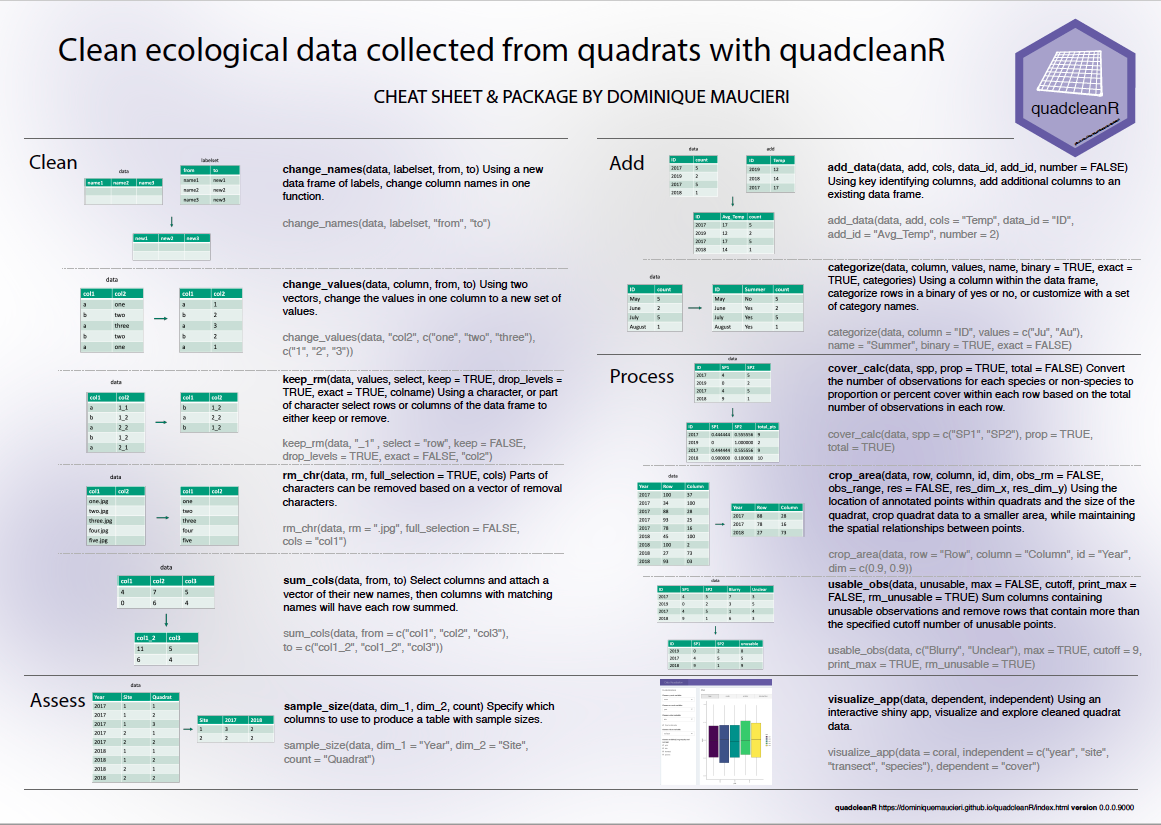 Clean ecological data collected from quadrats with quadcleanR
CHEAT SHEET & PACKAGE BY DOMINIQUE MAUCIERI
quadcleanR
Clean
data
name1 name2 name3
labelset
from to
name1 new1
name2 new2
name3 new3
new1 new2 new3
change_names(data, labelset, from, to) Using a new
data frame of labels, change column names in one
function.
change_names(data, labelset, "from", "to")
data
col1 col2
a one
b two
a three
b two
a one
col1 col2
a 1
b 2
a 3
b 2
a 1
change_values(data, column, from, to) Using two
vectors, change the values in one column to a new set of
values.
change_values(data, "col2", c("one", "two", "three"),
c("1", "2", "3"))
data
col1 col2
a 1_1
b 1_2
a 2_2
b 1_2
a 2_1
col1 col2
b 1_2
a 2_2
b 1_2
keep_rm(data, values, select, keep = TRUE, drop_levels =
TRUE, exact = TRUE, colname) Using a character, or part
of character select rows or columns of the data frame to
either keep or remove.
keep_rm(data, "_1" , select = "row", keep = FALSE,
drop_levels = TRUE, exact = FALSE, "col2")
data
col1 col2
one.jpg
two.jpg
three.jpg
four.jpg
five.jpg
col1 col2
one
two
three
four
five
rm_chr(data, rm, full_selection = TRUE, cols) Parts of
characters can be removed based on a vector of removal
characters.
rm_chr(data, rm = ".jpg", full_selection = FALSE,
cols = "col1")
data
col1 col2 col3
4 7 5
0 6 4
col1_2 col3
11 5
6 4
sum_cols(data, from, to) Select columns and attach a
vector of their new names, then columns with matching
names will have each row summed.
sum_cols(data, from = c("col1", "col2", "col3"),
to = c("col1_2", "col1_2", "col3"))
Assess
data
Year Site Quadrat
2017 1 1
2017 1 2
2017 1 3
2017 2 1
2017 2 2
2018 1 1
2018 1 2
2018 2 1
2018 2 2
Site 2017 2018
1 3 2
2 2 2
sample_size(data, dim_1, dim_2, count) Specify which
columns to use to produce a table with sample sizes.
sample_size(data, dim_1 = "Year", dim_2 = "Site",
count = "Quadrat")
Add
data
ID count
2017 5
2019 2
2017 5
2018 1
add
ID Temp
2019 12
2018 14
2017 17
ID Avg_Temp count
2017 17 5
2019 12 2
2017 17 5
2018 14 1
add_data(data, add, cols, data_id, add_id, number = FALSE)
Using key identifying columns, add additional columns to an
existing data frame.
add_data(data, add, cols = "Temp", data_id = "ID",
add_id = "Avg_Temp", number = 2)
data
ID count
May 5
June 2
July 5
August 1
ID Summer count
May No 5
June Yes 2
July Yes 5
August Yes 1
categorize(data, column, values, name, binary = TRUE, exact =
TRUE, categories) Using a column within the data frame,
categorize rows in a binary of yes or no, or customize with a set
of category names.
categorize(data, column = "ID", values = c("Ju", "Au"),
name = "Summer", binary = TRUE, exact = FALSE)
Process
data
ID SP1 SP2
2017 4 5
2019 0 2
2017 4 5
2018 9 1
ID SP1 SP2 total_pts
2017 0.444444 0.555556 9
2019 0 1.000000 2
2017 0.444444 0.555556 9
2018 0.900000 0.100000 10
cover_calc(data, spp, prop = TRUE, total = FALSE) Convert
the number of observations for each species or non-species to
proportion or percent cover within each row based on the total
number of observations in each row.
cover_calc(data, spp = c("SP1", "SP2"), prop = TRUE,
total = TRUE)
data
Year Row Column
2017 100 37
2017 34 100
2017 88 28
2017 93 25
2017 78 16
2018 45 100
2018 100 2
2018 27 73
2018 93 03
Year Row Column
2017 88 28
2017 78 16
2018 27 73
crop_area(data, row, column, id, dim, obs_rm = FALSE,
obs_range, res = FALSE, res_dim_x, res_dim_y) Using the
location of annotated points within quadrats and the size of the
quadrat, crop quadrat data to a smaller area, while maintaining
the spatial relationships between points.
crop_area(data, row = "Row", column = "Column", id = "Year",
dim = c(0.9, 0.9))
data
ID SP1 SP2 Blurry Unclear
2017 4 5 7 3
2019 0 2 3 5
2017 4 5 1 4
2018 9 1 6 3
ID SP1 SP2 unusable
2019 0 2 8
2017 4 5 5
2018 9 1 9
usable_obs(data, unusable, max = FALSE, cutoff, print_max =
FALSE, rm_unusable = TRUE) Sum columns containing
unusable observations and remove rows that contain more than
the specified cutoff number of unusable points.
usable_obs(data, c("Blurry", "Unclear"), max = TRUE, cutoff = 9,
print_max = TRUE, rm_unusable = TRUE)
visualize_app(data, dependent, independent) Using an
interactive shiny app, visualize and explore cleaned quadrat
data.
visualize_app(data = coral, independent = c("year", "site",
"transect", "species"), dependent = "cover")
quadcleanR https://dominiquemaucieri.github.io/quadcleanR/index.html version 0.0.0.9000